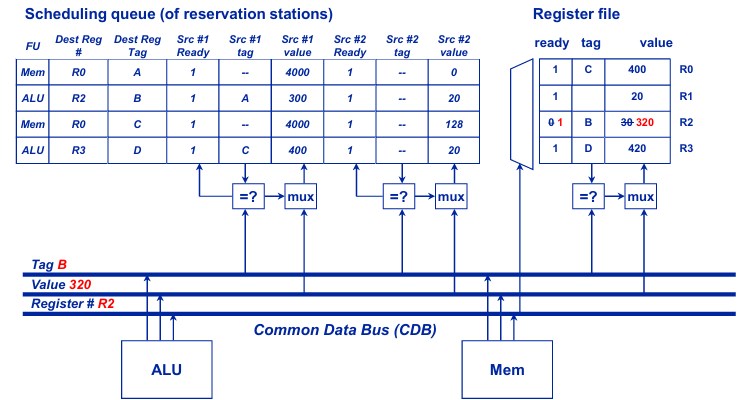 Scheduling queue (of reservation stations)
Register file
FU Dest Reg # Dest Reg Tag Src #1 Ready Src #1 tag Src #1 value Src #2 Ready Src #2 tag Src #2 value
ready tag value
Mem R0 A 1 -- 4000 1 -- 0
1 C 400 R0
ALU R2 B 1 A 300 1 -- 20
1 20 R1
Mem R0 C 1 -- 4000 1 -- 128
0 1 B 30 320 R2
ALU R3 D 1 C 400 1 -- 20
1 D 420 R3
=? mux =? mux =? mux
Tag B
Value 320
Register # R2
Common Data Bus (CDB)
ALU
Mem